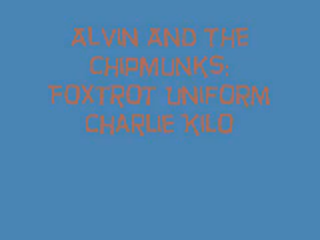 ALVIN AND THE
CHIPMUNKS:
FOXTROT UNIFORM
CHARLIE KILO